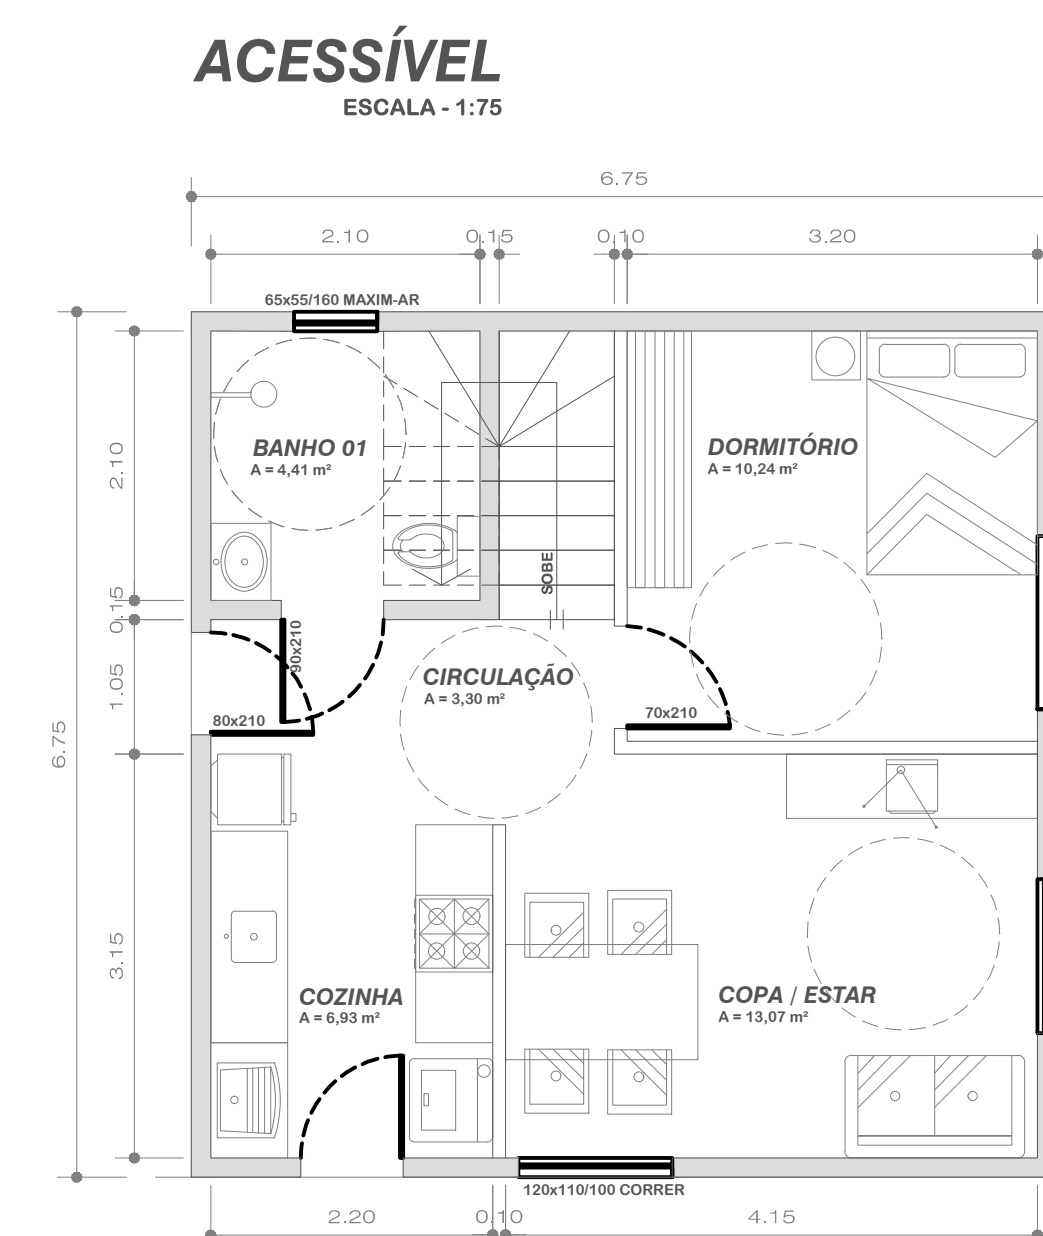 ACESSÍVEL
ESCALA - 1:75
6.75
2.10
0.15
0.10
3.20
65x55/160 MAXIM-AR
BANHO 01
A = 4,41 m²
DORMITÓRIO
A = 10,24 m²
2.10
SOBE
0.15
90x210
CIRCULAÇÃO
A = 3,30 m²
1.05
80x210
70x210
6.75
3.15
COZINHA
A = 6,93 m²
COPA / ESTAR
A = 13,07 m²
120x110/100 CORRER
2.20
0.10
4.15